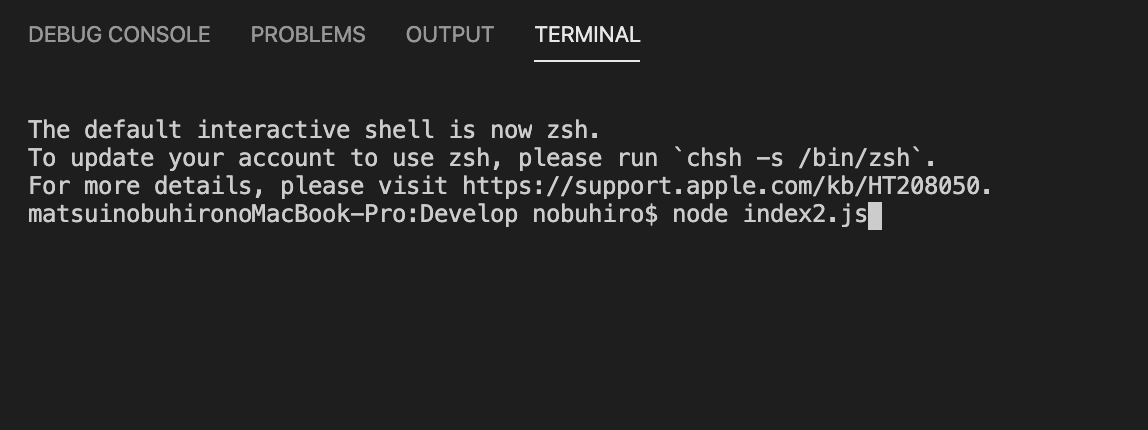 DEBUG CONSOLE PROBLEMS OUTPUT TERMINAL
The default interactive shell is now zsh.
To update your account to use zsh, please run `chsh -s /bin/zsh`.
For more details, please visit https://support.apple.com/kb/HT208050.
matsuinobuhironoMacBook-Pro:Develop nobuhiro$ node index2.js